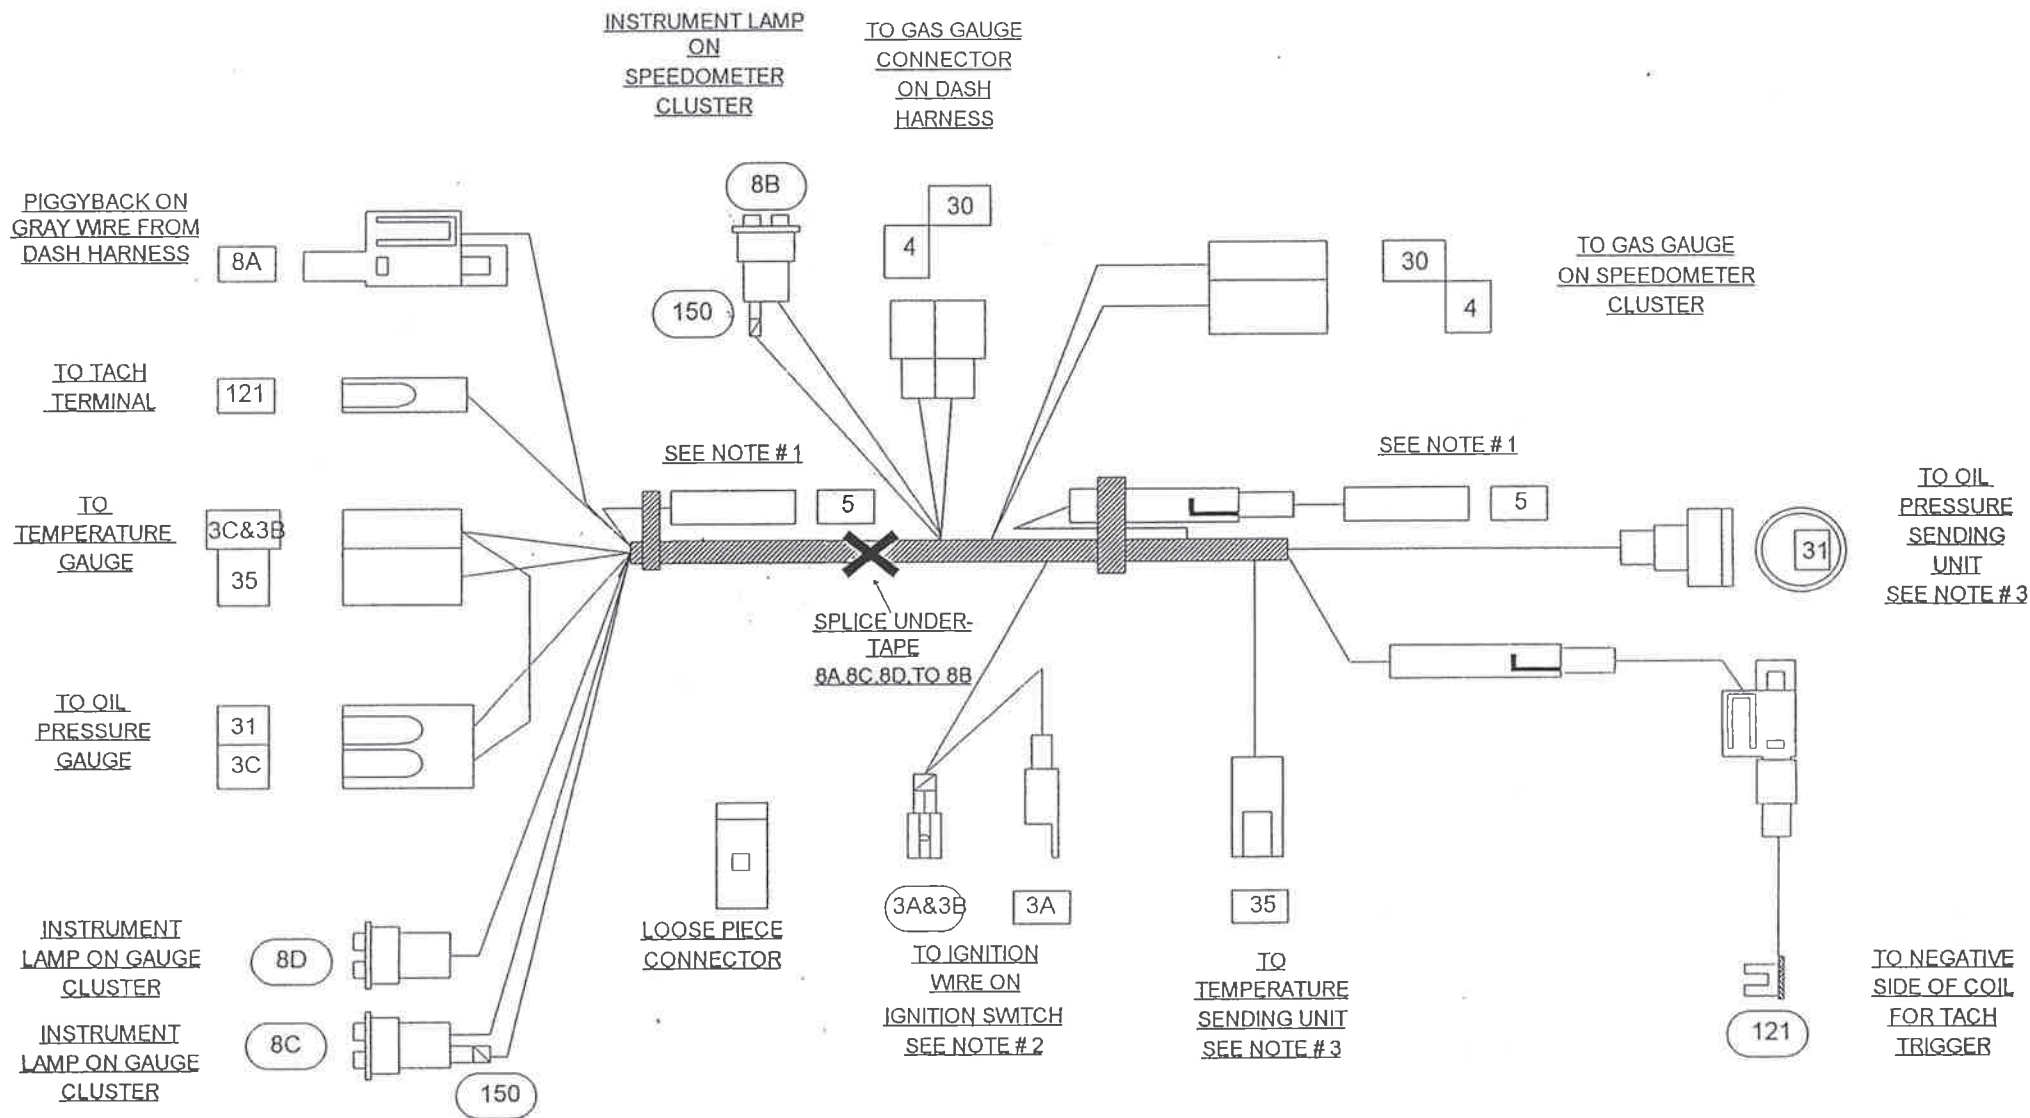 INSTRUMENT LAMP
ON
SPEEDOMETER
CLUSTER
TO GAS GAUGE
CONNECTOR
ON DASH
HARNESS
PIGGYBACK ON
GRAY WIRE FROM
DASH HARNESS
8A
8B
150
30
4
30
4
TO GAS GAUGE
ON SPEEDOMETER
CLUSTER
TO TACH
TERMINAL
121
SEE NOTE # 1
5
SEE NOTE # 1
5
TO
TEMPERATURE
GAUGE
3C&3B
35
TO OIL
PRESSURE
SENDING
UNIT
SEE NOTE # 3
31
SPLICE UNDER-
TAPE
8A,8C,8D,TO 8B
TO OIL
PRESSURE
GAUGE
31
3C
LOOSE PIECE
CONNECTOR
3A&3B
3A
TO IGNITION
WIRE ON
IGNITION SWITCH
SEE NOTE # 2
35
TO
TEMPERATURE
SENDING UNIT
SEE NOTE # 3
INSTRUMENT
LAMP ON GAUGE
CLUSTER
8D
INSTRUMENT
LAMP ON GAUGE
CLUSTER
8C
150
121
TO NEGATIVE
SIDE OF COIL
FOR TACH
TRIGGER